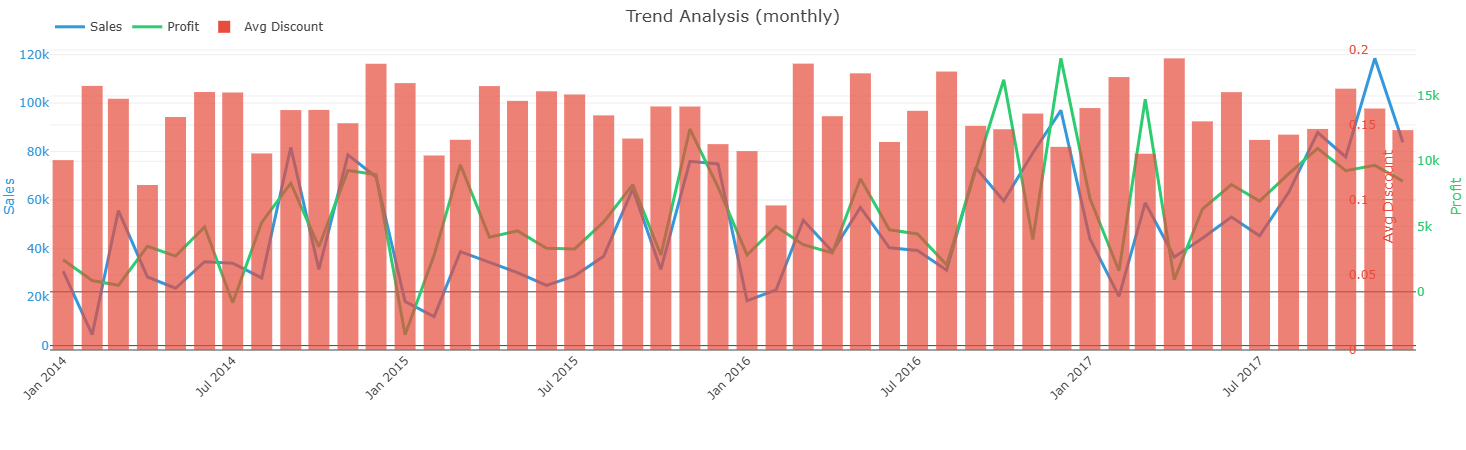 Trend Analysis (monthly)
Sales Profit Avg Discount
120k
100k
80k
60k
40k
20k
0
Sales
0.2
0.15
0.1
0.05
0
Avg Discount
15k
10k
5k
0
Profit
Jan 2014 Jul 2014 Jan 2015 Jul 2015 Jan 2016 Jul 2016 Jan 2017 Jul 2017